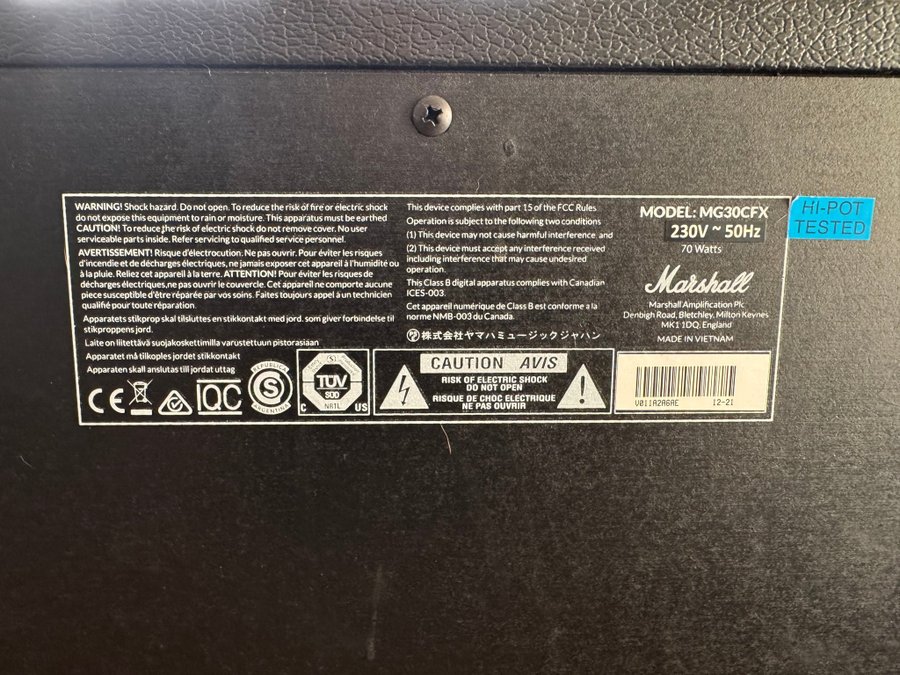 WARNING! Shock hazard. Do not open. To reduce the risk of fire or electric shock
do not expose this equipment to rain or moisture. This apparatus must be earthed
CAUTION! To reduce the risk of electric shock do not remove cover. No user
serviceable parts inside. Refer servicing to qualified service personnel.
AVERTISSEMENT! Risque d'électrocution. Ne pas ouvrir. Pour éviter les risques
d'incendie et de décharges électriques, ne jamais exposer cet appareil à l'humidité ou
à la pluie. Reliez cet appareil à la terre. ATTENTION! Pour éviter les risques de
décharges électriques, ne pas ouvrir le couvercle. Cet appareil ne comporte aucune
piece susceptible d'être réparée par vos soins. Faites toujours appel à un technicien
qualifié pour toute réparation.
Apparatets stikprop skal tilsluttes en stikkontakt med jord, som giver forbindelse til
stikproppens jord.
Laite on liitettävä suojakoskettimilla varustettuun pistorasiaan
Apparatet må tilkoples jordet stikkontakt
Apparaten skall anslutas till jordat uttag
CE
QC
REPUBLICA
S
ARGENTINA
S
TÜV
SÜD
NRTL
C US
This device complies with part 15 of the FCC Rules
Operation is subject to the following two conditions
(1) This device may not cause harmful interference and
(2) This device must accept any interference received
including interference that may cause undesired
operation.
This Class B digital apparatus complies with Canadian
ICES-003.
Cet appareil numérique de Class B est conforme a la
norme NMB-003 du Canada.
株式会社ヤマハミュージックジャパン
CAUTION AVIS
RISK OF ELECTRIC SHOCK
DO NOT OPEN
RISQUE DE CHOC ELECTRIQUE
NE PAS OUVRIR
MODEL: MG30CFX
230V ~ 50Hz
70 Watts
Marshall
Marshall Amplification Plc
Denbigh Road, Bletchley, Milton Keynes
MK1 1DQ, England
MADE IN VIETNAM
V011A2A6AE 12-21
HI-POT
TESTED